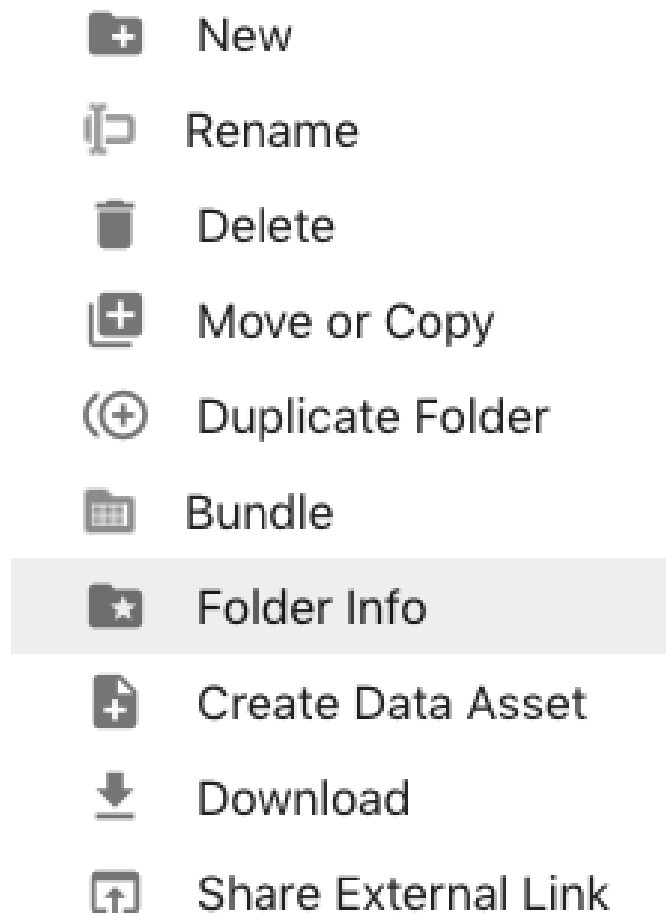 New
Rename
Delete
Move or Copy
Duplicate Folder
Bundle
Folder Info
Create Data Asset
Download
Share External Link